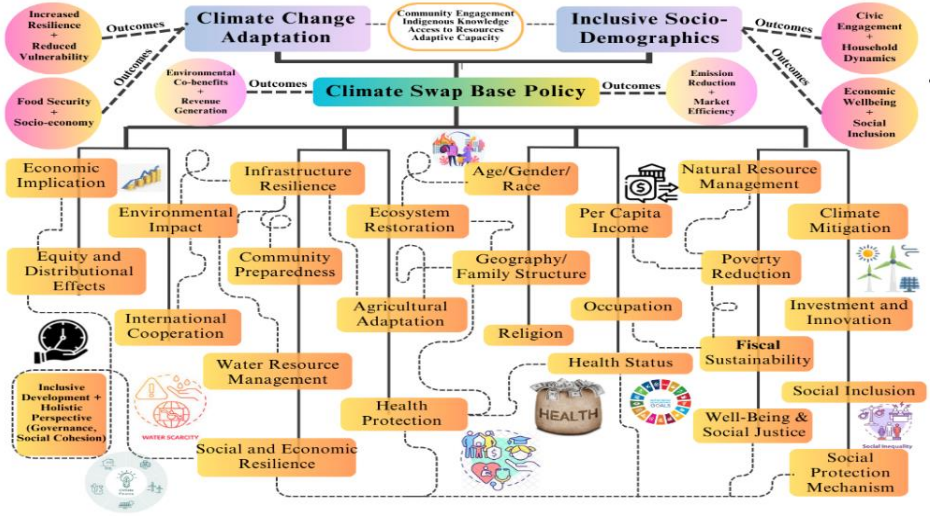 Increased
Resilience
+
Reduced
Vulnerability
Outcomes
Climate Change
Adaptation
Community Engagement
Indigenous Knowledge
Access to Resources
Adaptive Capacity
Inclusive Socio-
Demographics
Outcomes
Civic
Engagement
+
Household
Dynamics
Outcomes
Outcomes
Food Security
+
Socio-economy
Environmental
Co-benefits
+
Revenue
Generation
Outcomes
Climate Swap Base Policy
Outcomes
Emission
Reduction
+
Market
Efficiency
Economic
Wellbeing
+
Social
Inclusion
Economic
Implication
Infrastructure
Resilience
Age/Gender/
Race
Natural Resource
Management
Environmental
Impact
Ecosystem
Restoration
Per Capita
Income
Climate
Mitigation
Equity and
Distributional
Effects
Community
Preparedness
Geography/
Family Structure
Poverty
Reduction
International
Cooperation
Agricultural
Adaptation
Religion
Occupation
Investment and
Innovation
Fiscal
Sustainability
Water Resource
Management
Health Status
Inclusive
Development +
Holistic
Perspective
(Governance,
Social Cohesion)
WATER SCARCITY
Health
Protection
HEALTH
GOALS
Well-Being &
Social Justice
Social Inclusion
Social Inequality
Social and Economic
Resilience
Social
Protection
Mechanism